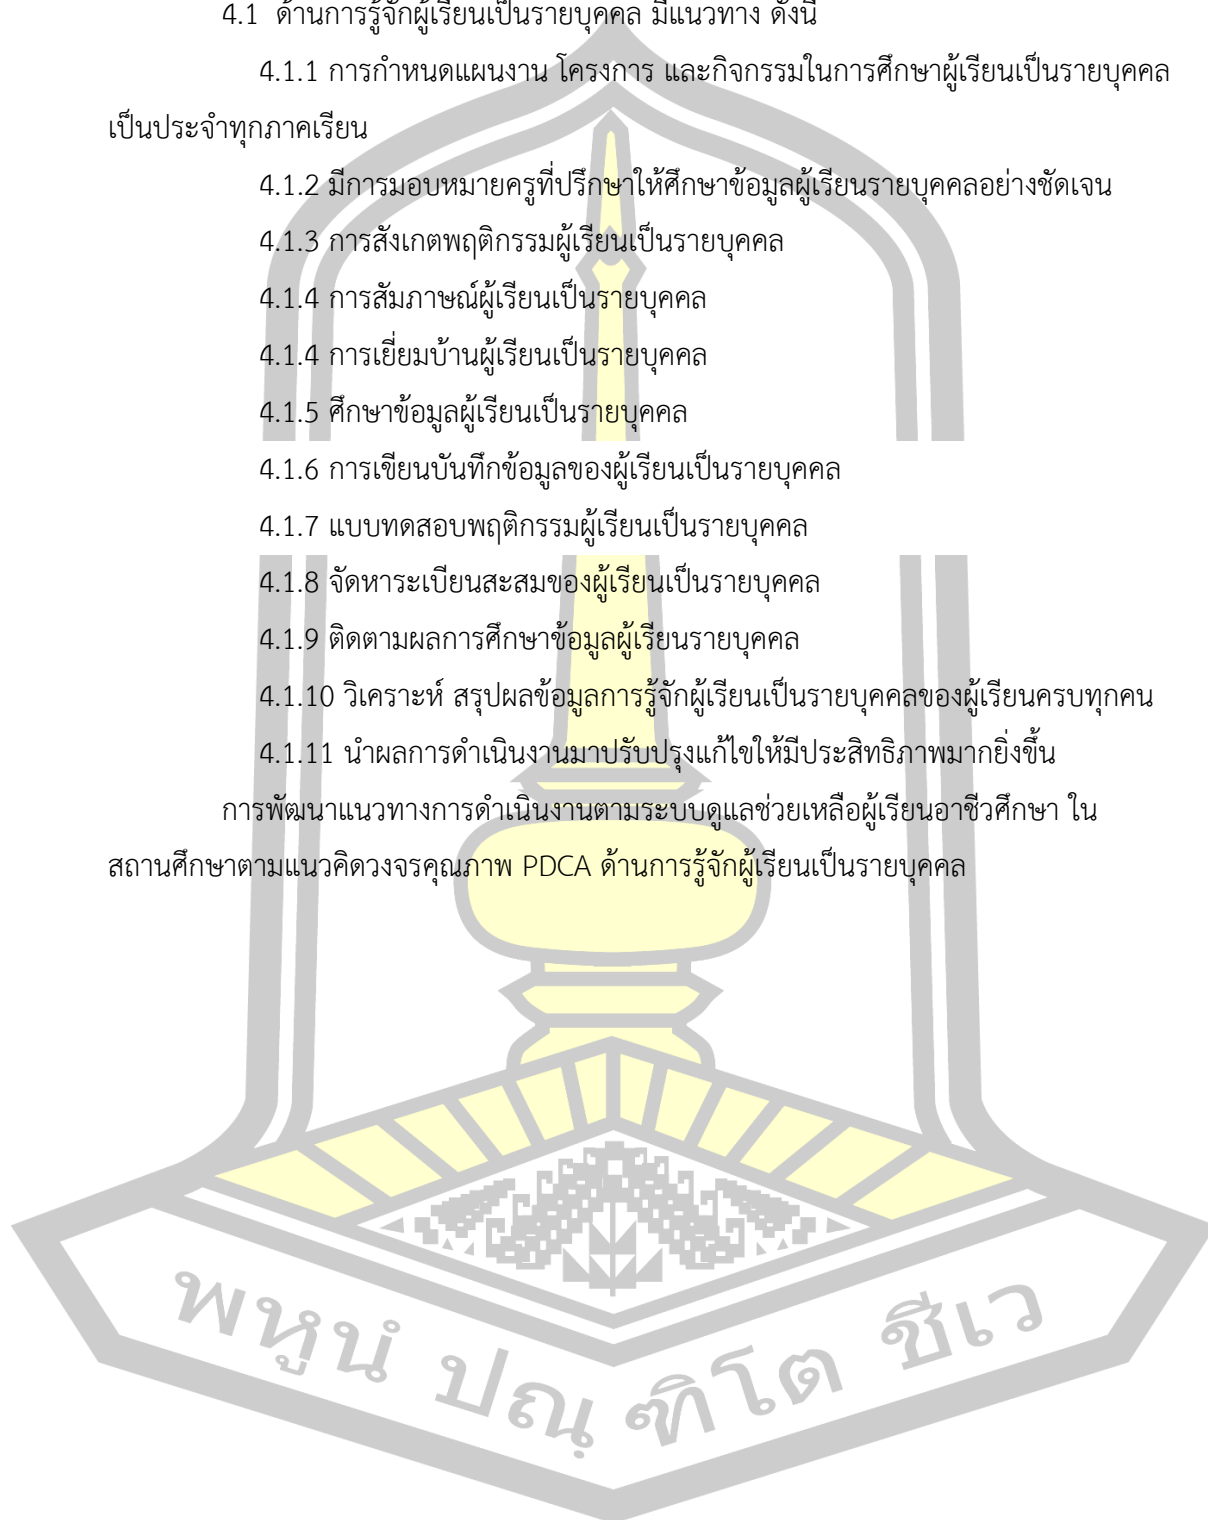 4.1 ด้านการรู้จักผู้เรียนเป็นรายบุคคล มีแนวทาง ดังนี้
4.1.1 การกำหนดแผนงาน โครงการ และกิจกรรมในการศึกษาผู้เรียนเป็นรายบุคคล
เป็นประจำทุกภาคเรียน
4.1.2 มีการมอบหมายครูที่ปรึกษาให้ศึกษาข้อมูลผู้เรียนรายบุคคลอย่างชัดเจน
4.1.3 การสังเกตพฤติกรรมผู้เรียนเป็นรายบุคคล
4.1.4 การสัมภาษณ์ผู้เรียนเป็นรายบุคคล
4.1.4 การเยี่ยมบ้านผู้เรียนเป็นรายบุคคล
4.1.5 ศึกษาข้อมูลผู้เรียนเป็นรายบุคคล
4.1.6 การเขียนบันทึกข้อมูลของผู้เรียนเป็นรายบุคคล
4.1.7 แบบทดสอบพฤติกรรมผู้เรียนเป็นรายบุคคล
4.1.8 จัดหาระเบียนสะสมของผู้เรียนเป็นรายบุคคล
4.1.9 ติดตามผลการศึกษาข้อมูลผู้เรียนรายบุคคล
4.1.10 วิเคราะห์ สรุปผลข้อมูลการรู้จักผู้เรียนเป็นรายบุคคลของผู้เรียนครบทุกคน
4.1.11 นำผลการดำเนินงานมาปรับปรุงแก้ไขให้มีประสิทธิภาพมากยิ่งขึ้น
การพัฒนาแนวทางการดำเนินงานตามระบบดูแลช่วยเหลือผู้เรียนอาชีวศึกษา ใน
สถานศึกษาตามแนวคิดวงจรคุณภาพ PDCA ด้านการรู้จักผู้เรียนเป็นรายบุคคล
พหูนํ ปณฺฑิโต ชีเว